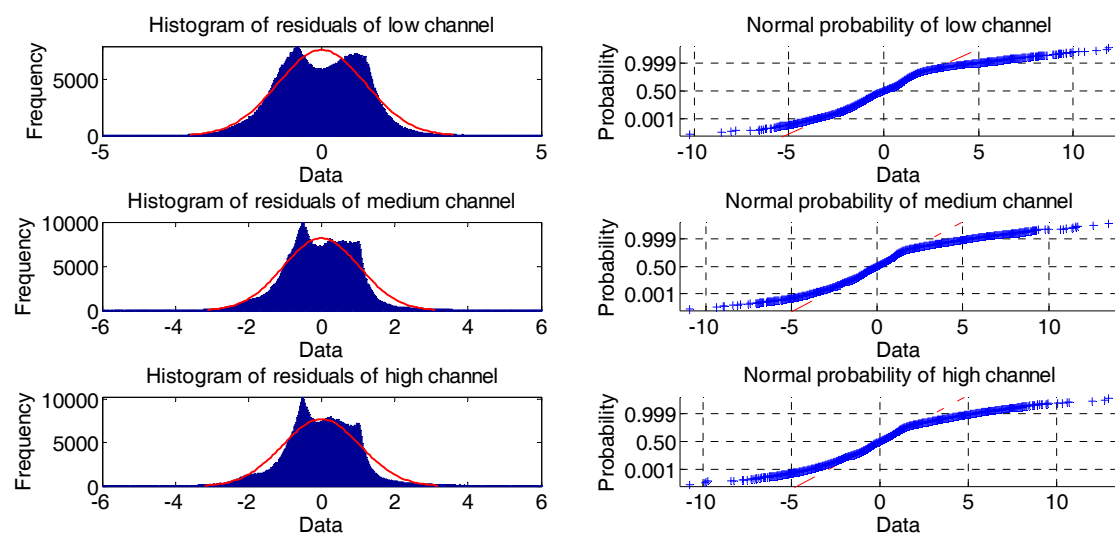 Histogram of residuals of low channel
Frequency
5000
0
-5 0 5
Data
Normal probability of low channel
Probability
0.999
0.50
0.001
-10 -5 0 5 10
Data
Histogram of residuals of medium channel
Frequency
10000
5000
0
-6 -4 -2 0 2 4 6
Data
Normal probability of medium channel
Probability
0.999
0.50
0.001
-10 -5 0 5 10
Data
Histogram of residuals of high channel
Frequency
10000
5000
0
-6 -4 -2 0 2 4 6
Data
Normal probability of high channel
Probability
0.999
0.50
0.001
-10 -5 0 5 10
Data